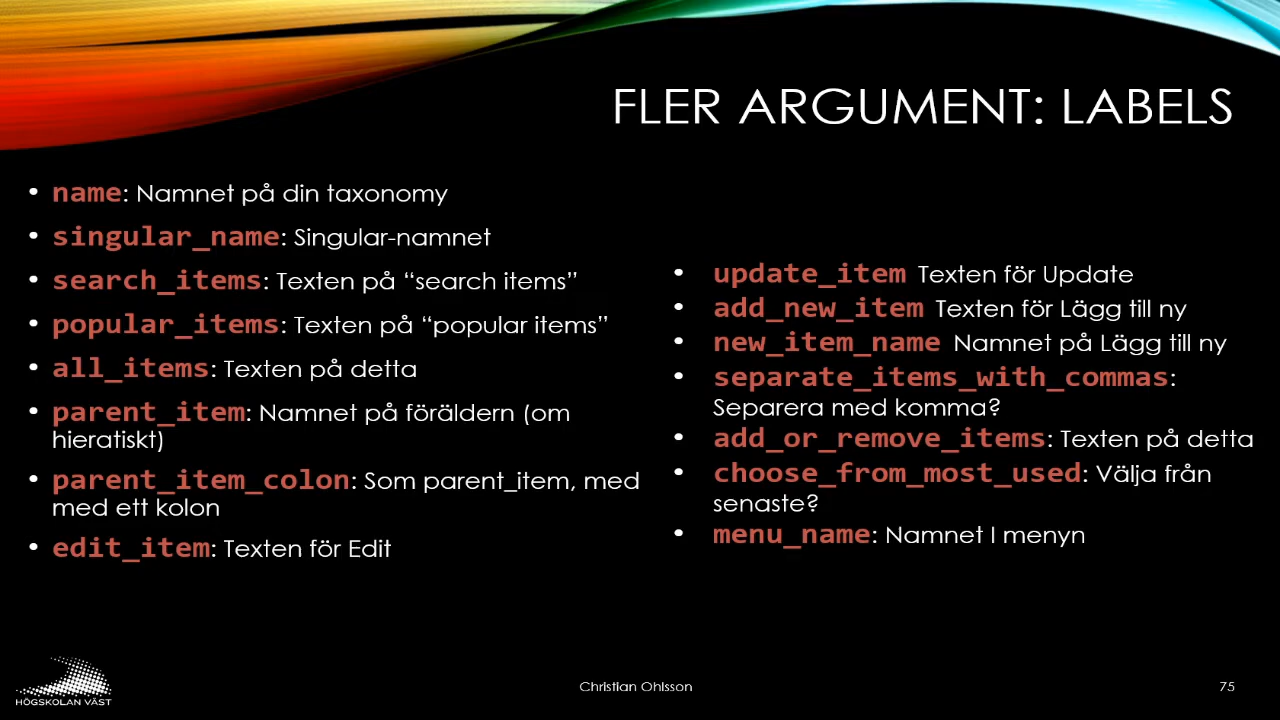 FLER ARGUMENT: LABELS
• name: Namnet på din taxonomy
• singular_name: Singular-namnet
• search_items: Texten på “search items”
• popular_items: Texten på “popular items”
• all_items: Texten på detta
• parent_item: Namnet på föräldern (om
hieratiskt)
• parent_item_colon: Som parent_item, med
med ett kolon
• edit_item: Texten för Edit
• update_item Texten för Update
• add_new_item Texten för Lägg till ny
• new_item_name Namnet på Lägg till ny
• separate_items_with_commas:
Separera med komma?
• add_or_remove_items: Texten på detta
• choose_from_most_used: Välja från
senaste?
• menu_name: Namnet I menyn
HÖGSKOLAN VÄST
Christian Ohlsson
75